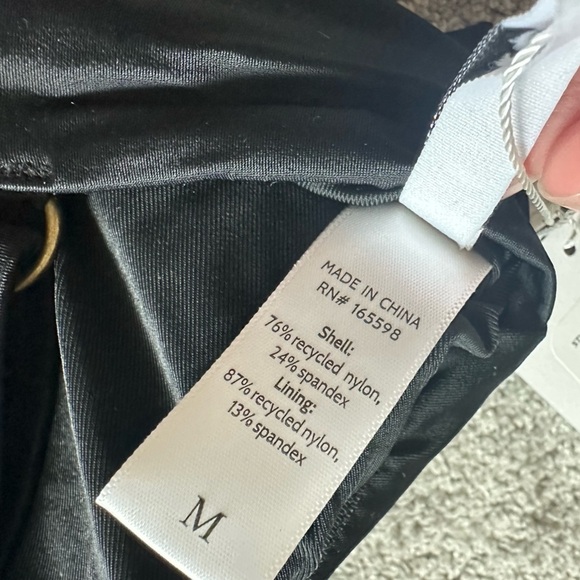 MADE IN CHINA
RN# 165598
Shell:
76% recycled nylon,
24% spandex
Lining:
87% recycled nylon,
13% spandex
M